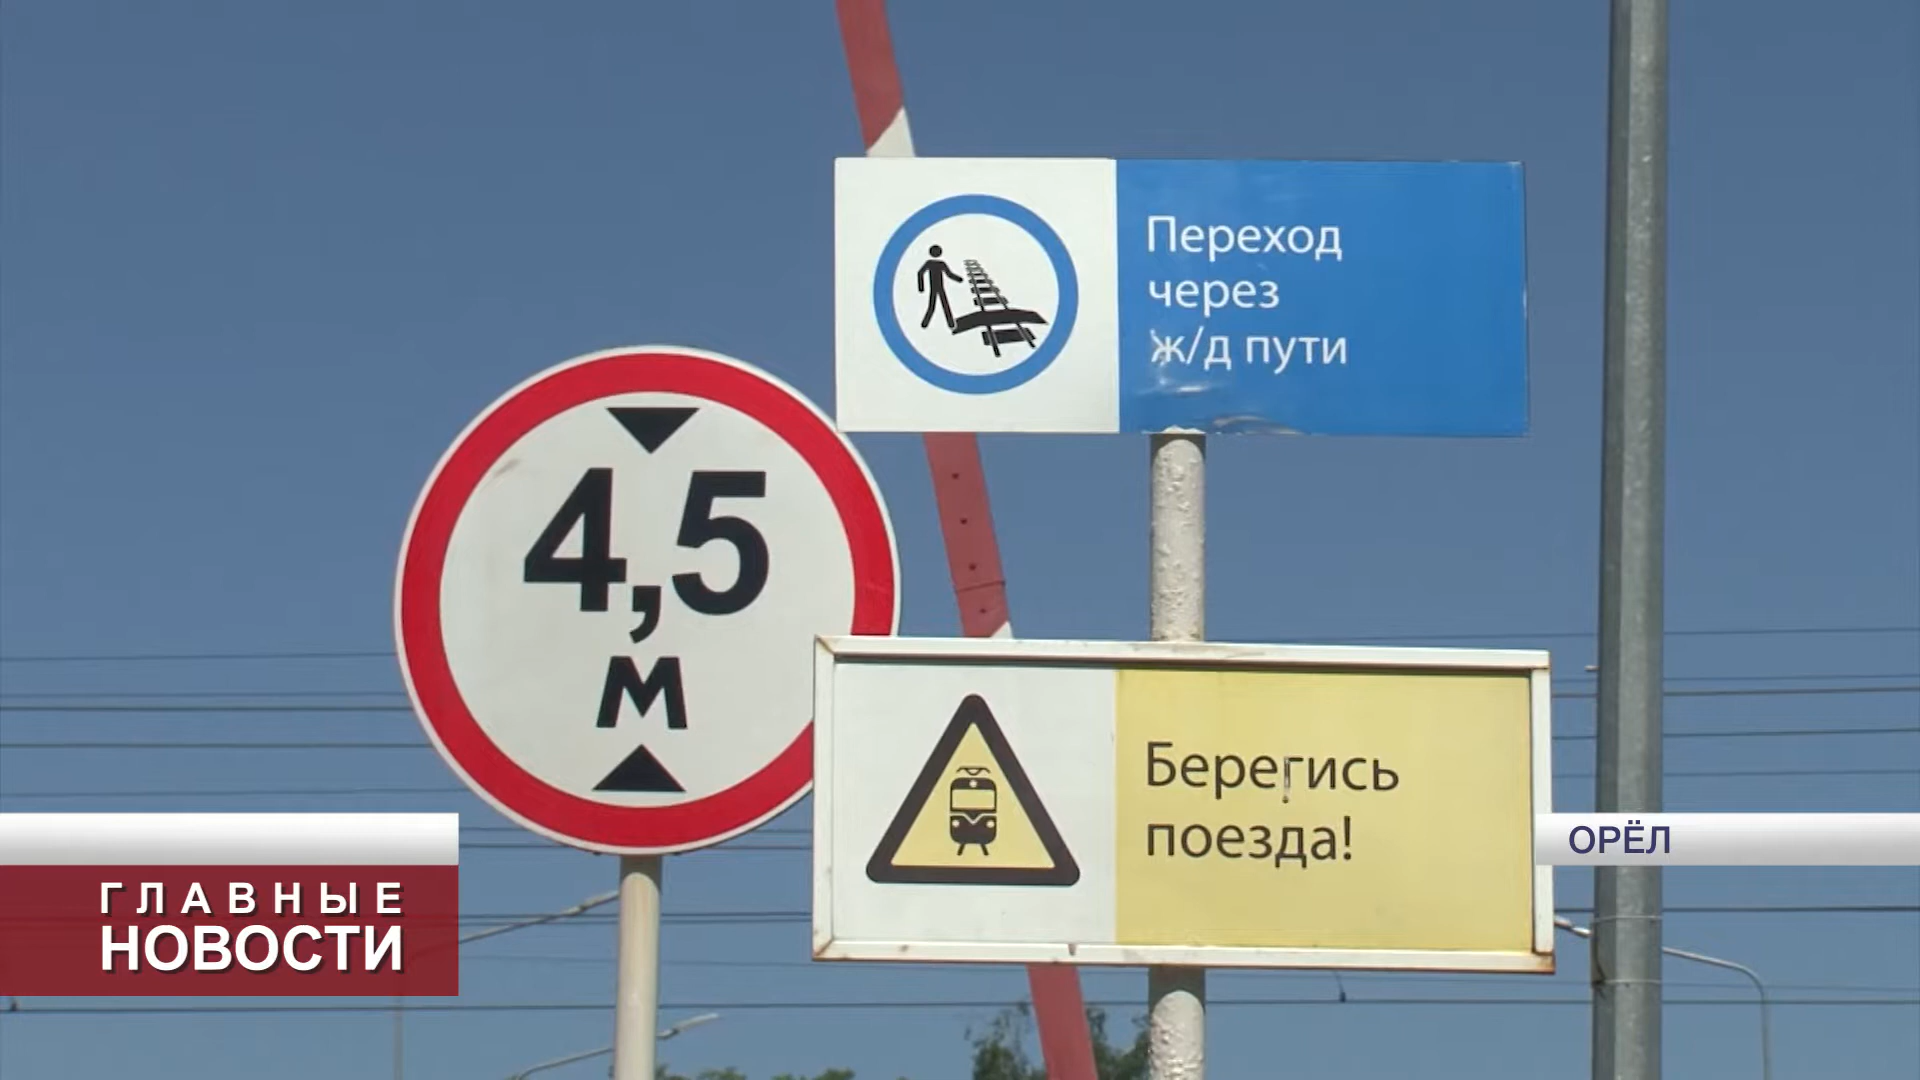 Переход
через
ж/д пути
4,5
м
Берегись
поезда!
ОРЁЛ
ГЛАВНЫЕ
НОВОСТИ